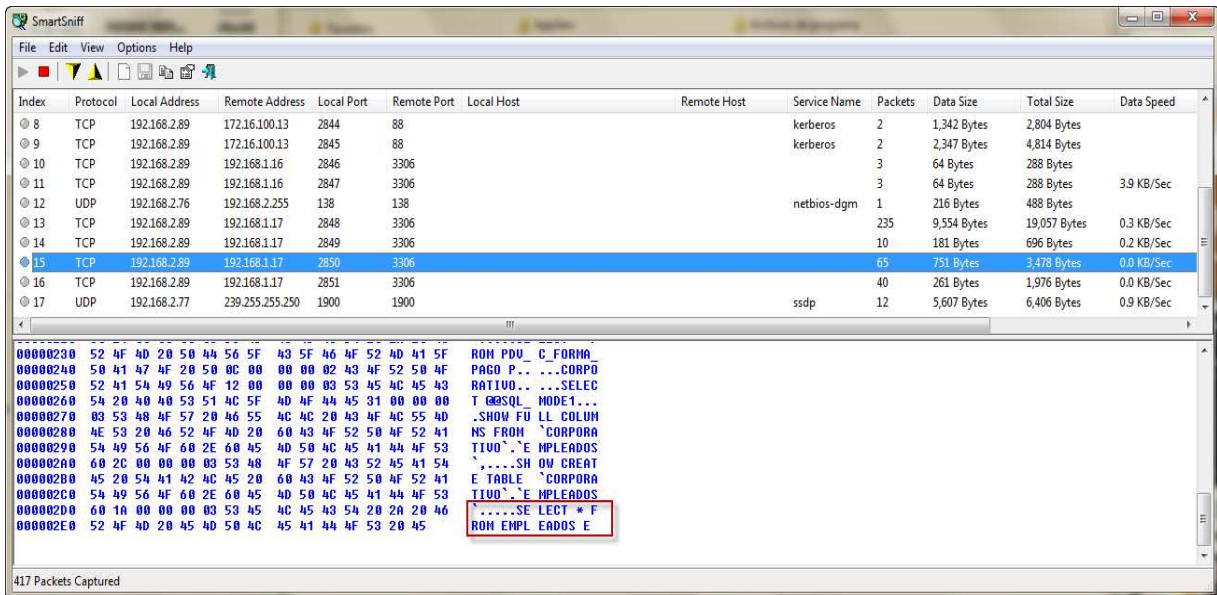 SmartSniff
File Edit View Options Help
Index Protocol Local Address Remote Address Local Port Remote Port Local Host Remote Host Service Name Packets Data Size Total Size Data Speed
8 TCP 192.168.2.89 172.16.100.13 2844 88 kerberos 2 1,342 Bytes 2,804 Bytes
9 TCP 192.168.2.89 172.16.100.13 2845 88 kerberos 2 2,347 Bytes 4,814 Bytes
10 TCP 192.168.2.89 192.168.1.16 2846 3306 3 64 Bytes 288 Bytes
11 TCP 192.168.2.89 192.168.1.16 2847 3306 3 64 Bytes 288 Bytes 3.9 KB/Sec
12 UDP 192.168.2.76 192.168.2.255 138 138 netbios-dgm 1 216 Bytes 488 Bytes
13 TCP 192.168.2.89 192.168.1.17 2848 3306 235 9,554 Bytes 19,057 Bytes 0.3 KB/Sec
14 TCP 192.168.2.89 192.168.1.17 2849 3306 10 181 Bytes 696 Bytes 0.2 KB/Sec
15 TCP 192.168.2.89 192.168.1.17 2850 3306 65 751 Bytes 3,478 Bytes 0.0 KB/Sec
16 TCP 192.168.2.89 192.168.1.17 2851 3306 40 261 Bytes 1,976 Bytes 0.0 KB/Sec
17 UDP 192.168.2.77 239.255.255.250 1900 1900 ssdp 12 5,607 Bytes 6,406 Bytes 0.9 KB/Sec
00000230 52 4F 4D 20 50 44 56 5F 43 5F 46 4F 52 4D 41 5F ROM PDV_ C_FORMA_
00000240 50 41 47 4F 20 50 0C 00 00 00 02 43 4F 52 50 4F PAGO P.. ...CORPO
00000250 52 41 54 49 56 4F 12 00 00 00 03 53 45 4C 45 43 RATIVO.. ...SELEC
00000260 54 20 40 40 53 51 4C 5F 4D 4F 44 45 31 00 00 00 T @@SQL_ MODE1...
00000270 03 53 48 4F 57 20 46 55 4C 4C 20 43 4F 4C 55 4D .SHOW FU LL COLUM
00000280 4E 53 20 46 52 4F 4D 20 60 43 4F 52 50 4F 52 41 NS FROM `CORPORA
00000290 54 49 56 4F 60 2E 60 45 4D 50 4C 45 41 44 4F 53 TIVO`.`E MPLEADOS
000002A0 60 2C 00 00 00 03 53 48 4F 57 20 43 52 45 41 54 `,....SH OW CREAT
000002B0 45 20 54 41 42 4C 45 20 60 43 4F 52 50 4F 52 41 E TABLE `CORPORA
000002C0 54 49 56 4F 60 2E 60 45 4D 50 4C 45 41 44 4F 53 TIVO`.`E MPLEADOS
000002D0 60 1A 00 00 00 03 53 45 4C 45 43 54 20 2A 20 46 `.....SE LECT * F
000002E0 52 4F 4D 20 45 4D 50 4C 45 41 44 4F 53 20 45 ROM EMPL EADOS E
417 Packets Captured